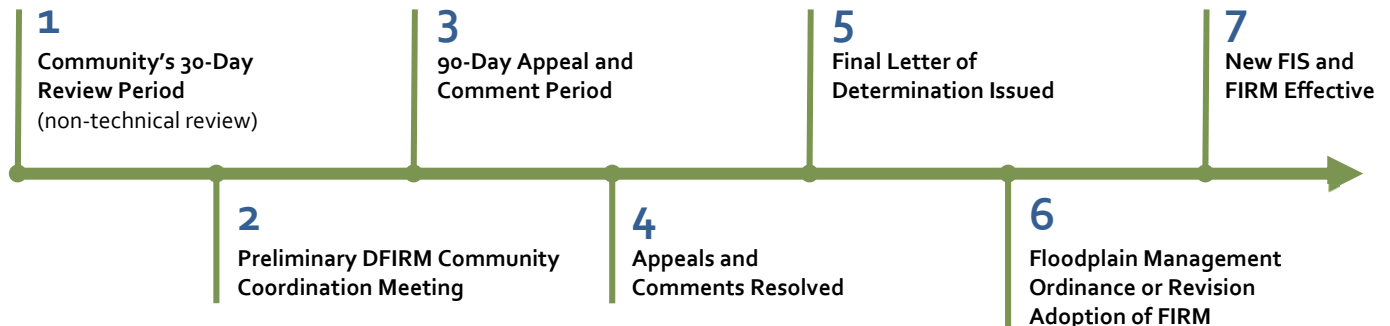 1
Community's 30-Day
Review Period
(non-technical review)
2
Preliminary DFIRM Community
Coordination Meeting
3
90-Day Appeal and
Comment Period
4
Appeals and
Comments Resolved
5
Final Letter of
Determination Issued
6
Floodplain Management
Ordinance or Revision
Adoption of FIRM
7
New FIS and
FIRM Effective